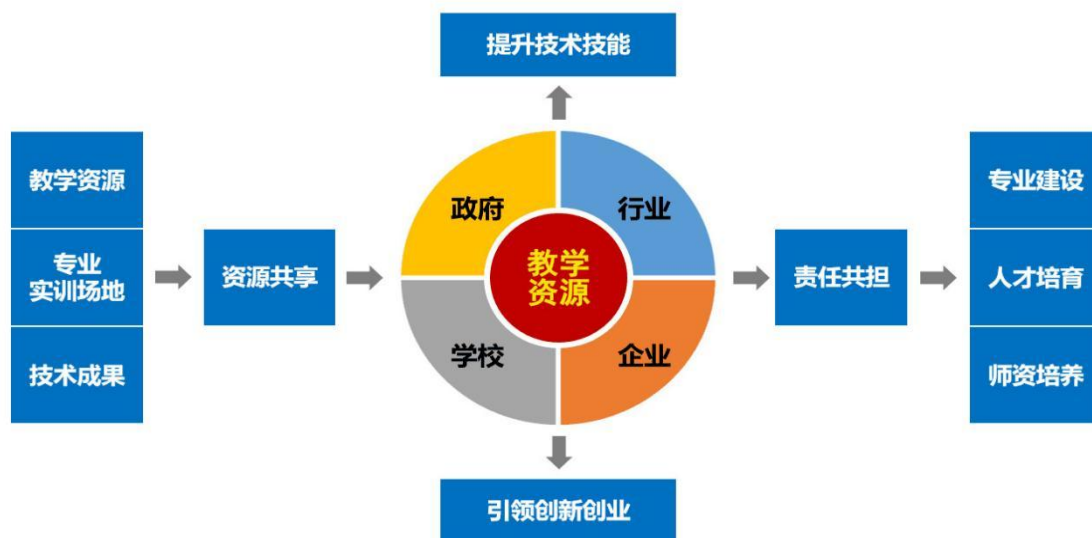 提升技术技能
教学资源
专业
实训场地
技术成果
资源共享
政府
行业
教学
资源
学校
企业
责任共担
专业建设
人才培育
师资培养
引领创新创业